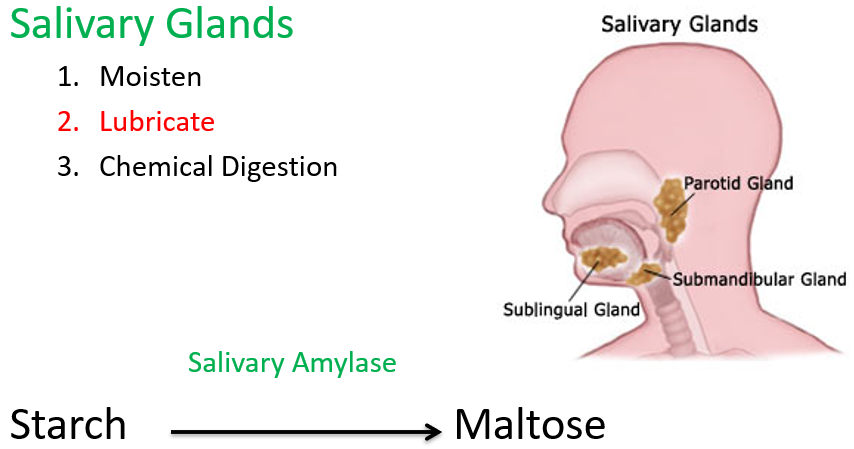 Salivary Glands
1. Moisten
2. Lubricate
3. Chemical Digestion
Salivary Glands
Parotid Gland
Submandibular Gland
Sublingual Gland
Salivary Amylase
Starch
Maltose